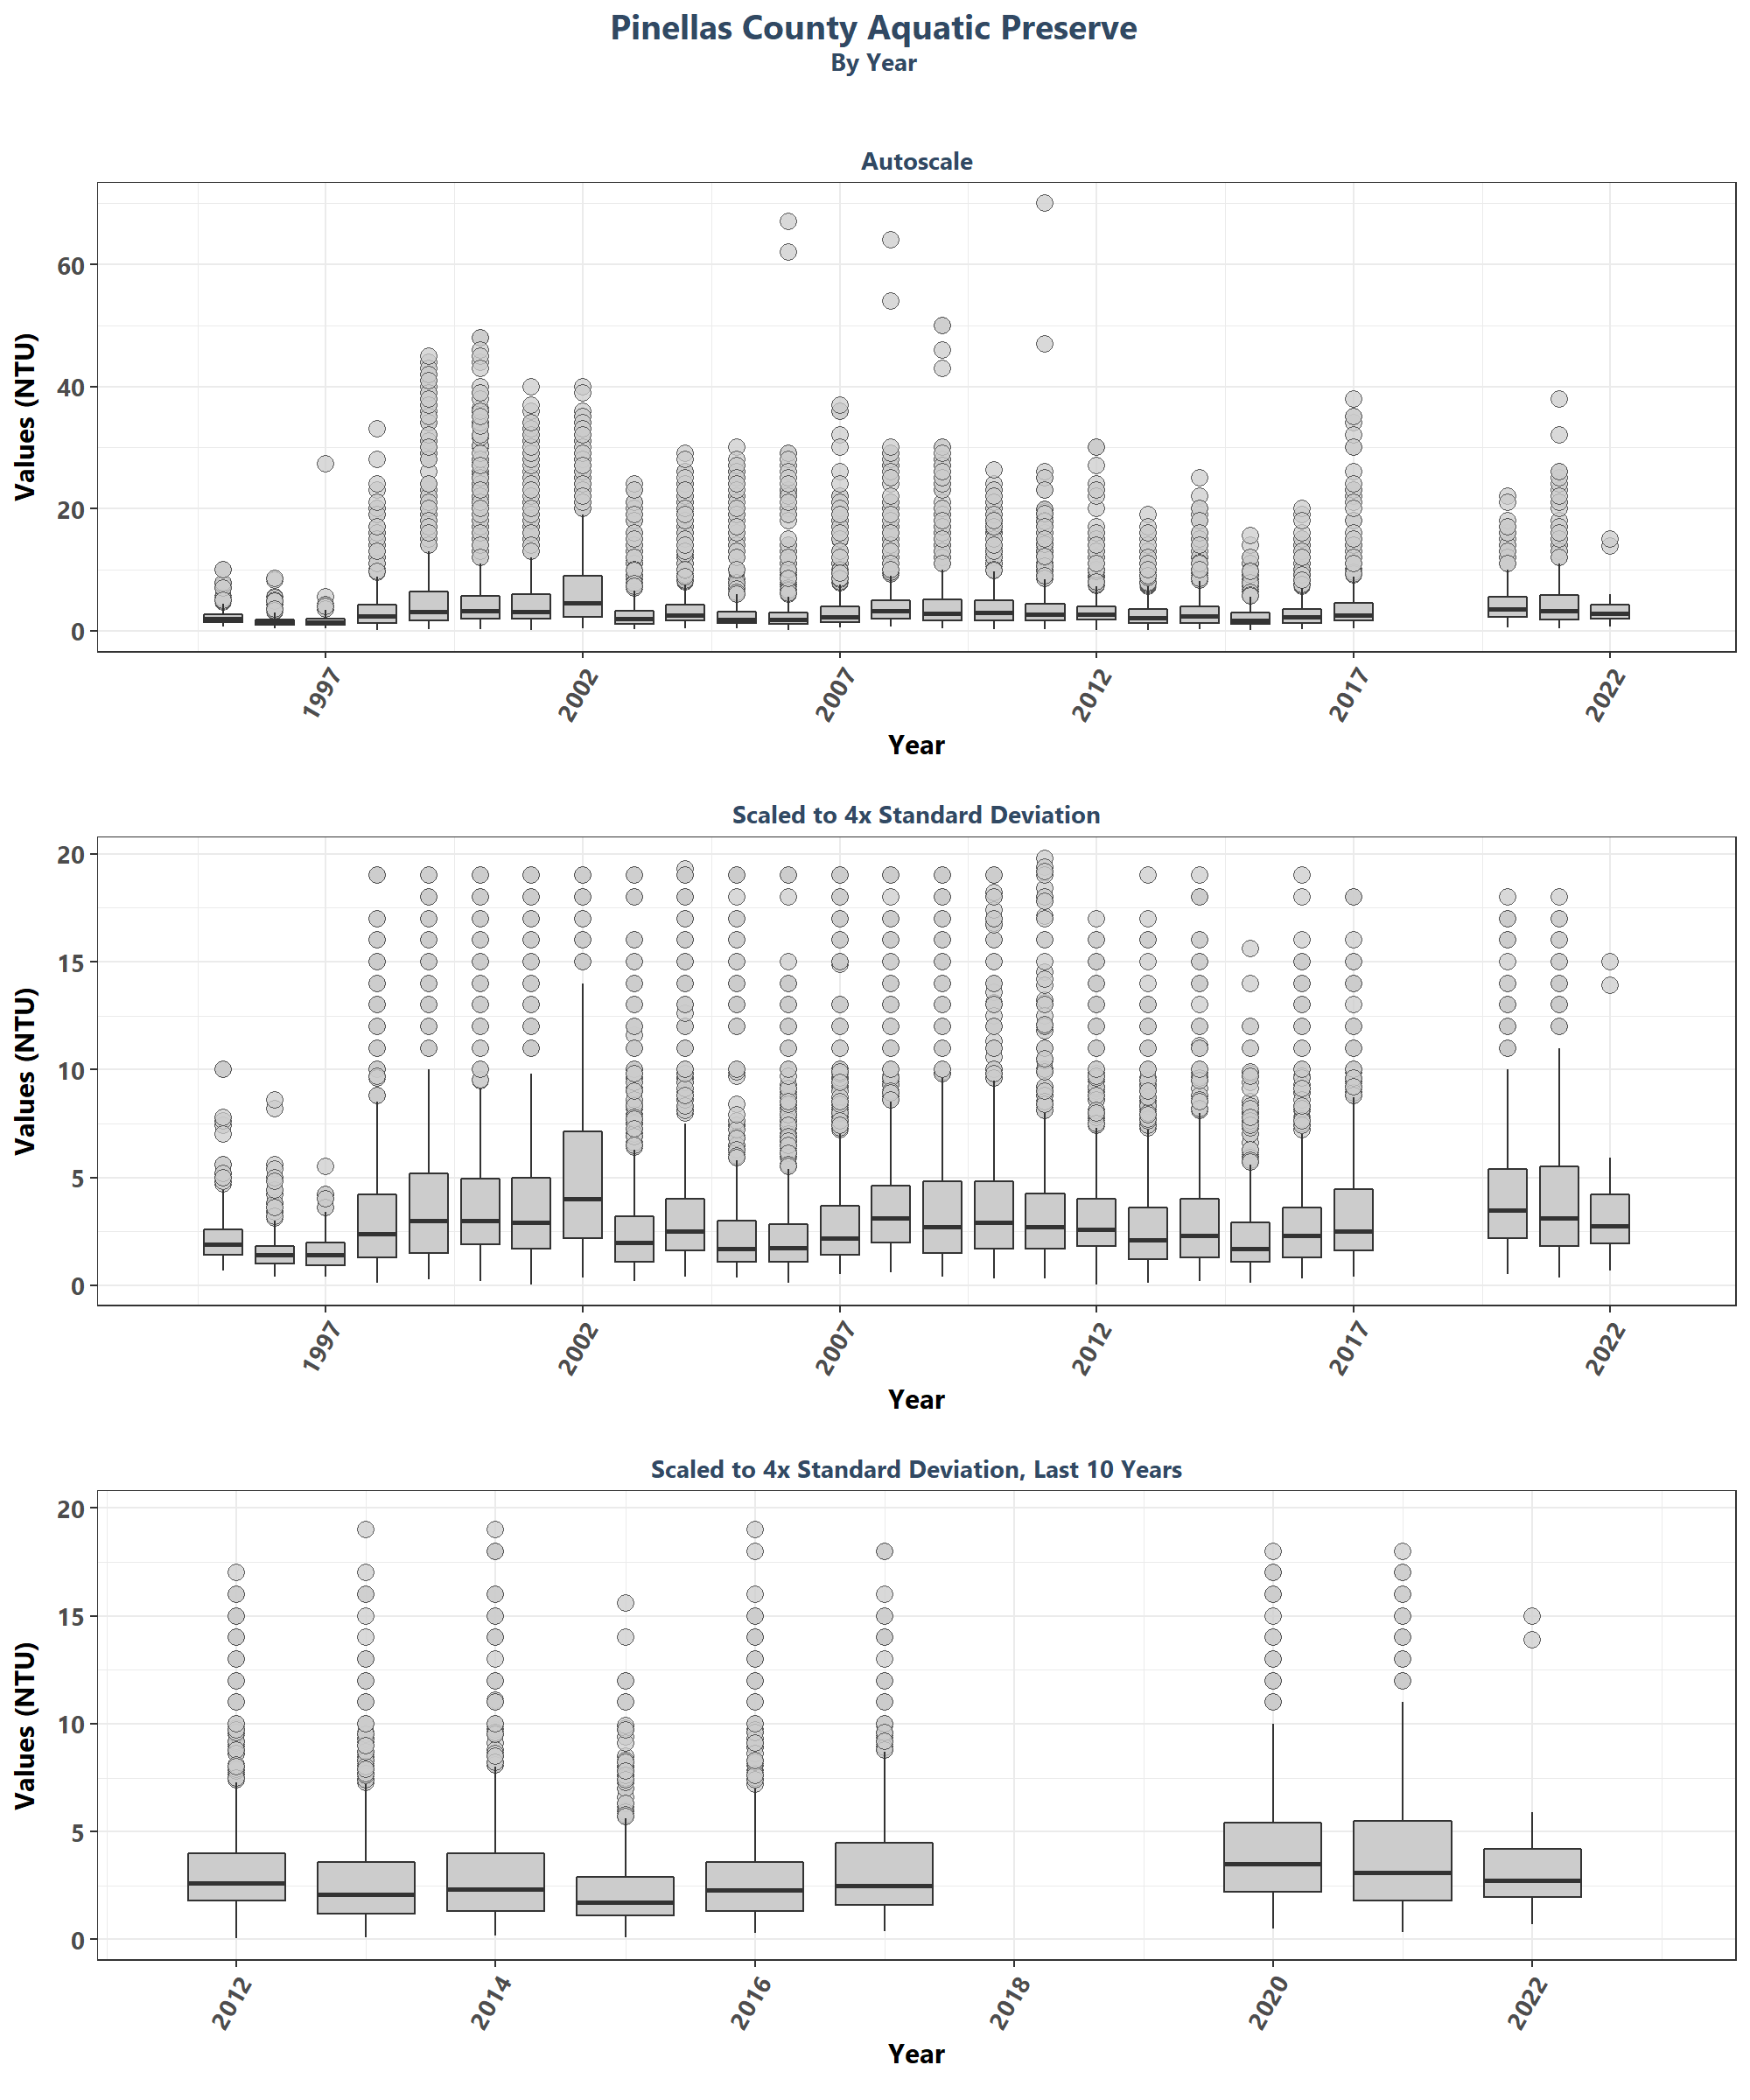 Pinellas County Aquatic Preserve
By Year
Autoscale
Values (NTU)
60
40
20
0
1997
2002
2007
2012
2017
2022
Year
Scaled to 4x Standard Deviation
Values (NTU)
20
15
10
5
0
1997
2002
2007
2012
2017
2022
Year
Scaled to 4x Standard Deviation, Last 10 Years
Values (NTU)
20
15
10
5
0
2012
2014
2016
2018
2020
2022
Year